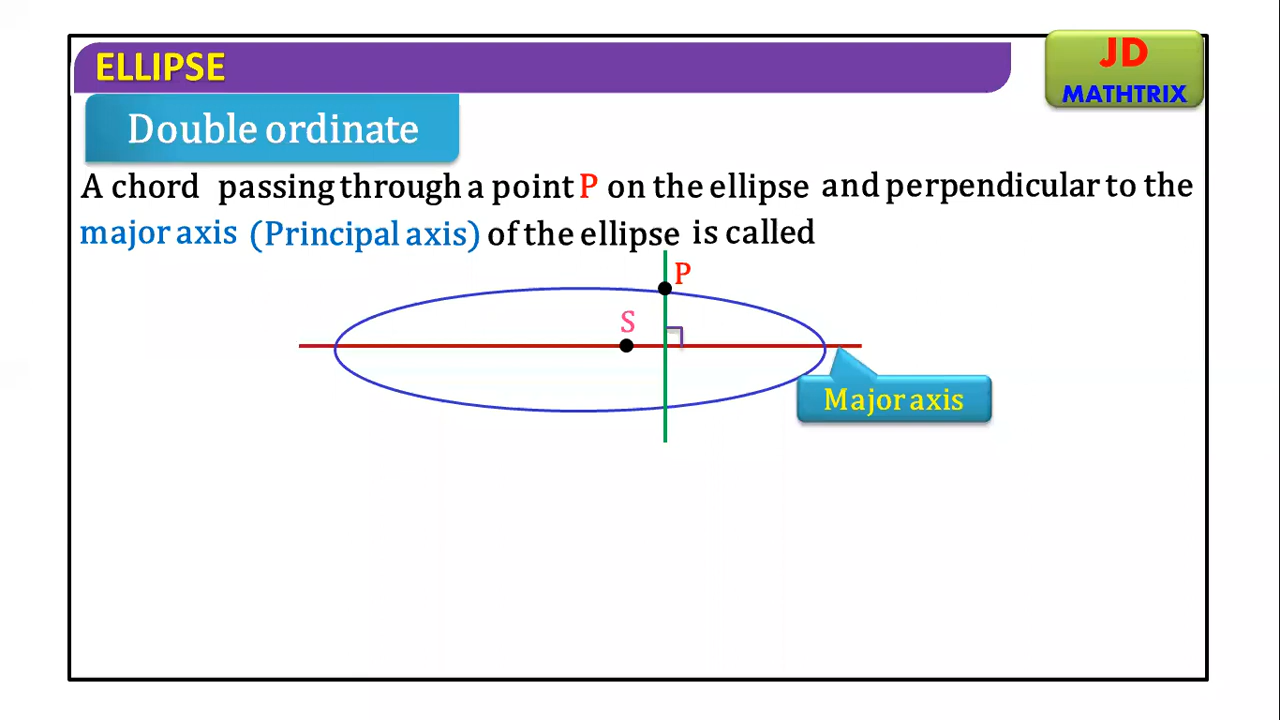 ELLIPSE
JD
MATHTRIX
Double ordinate
A chord passing through a point P on the ellipse and perpendicular to the
major axis (Principal axis) of the ellipse is called
P
S
Major axis